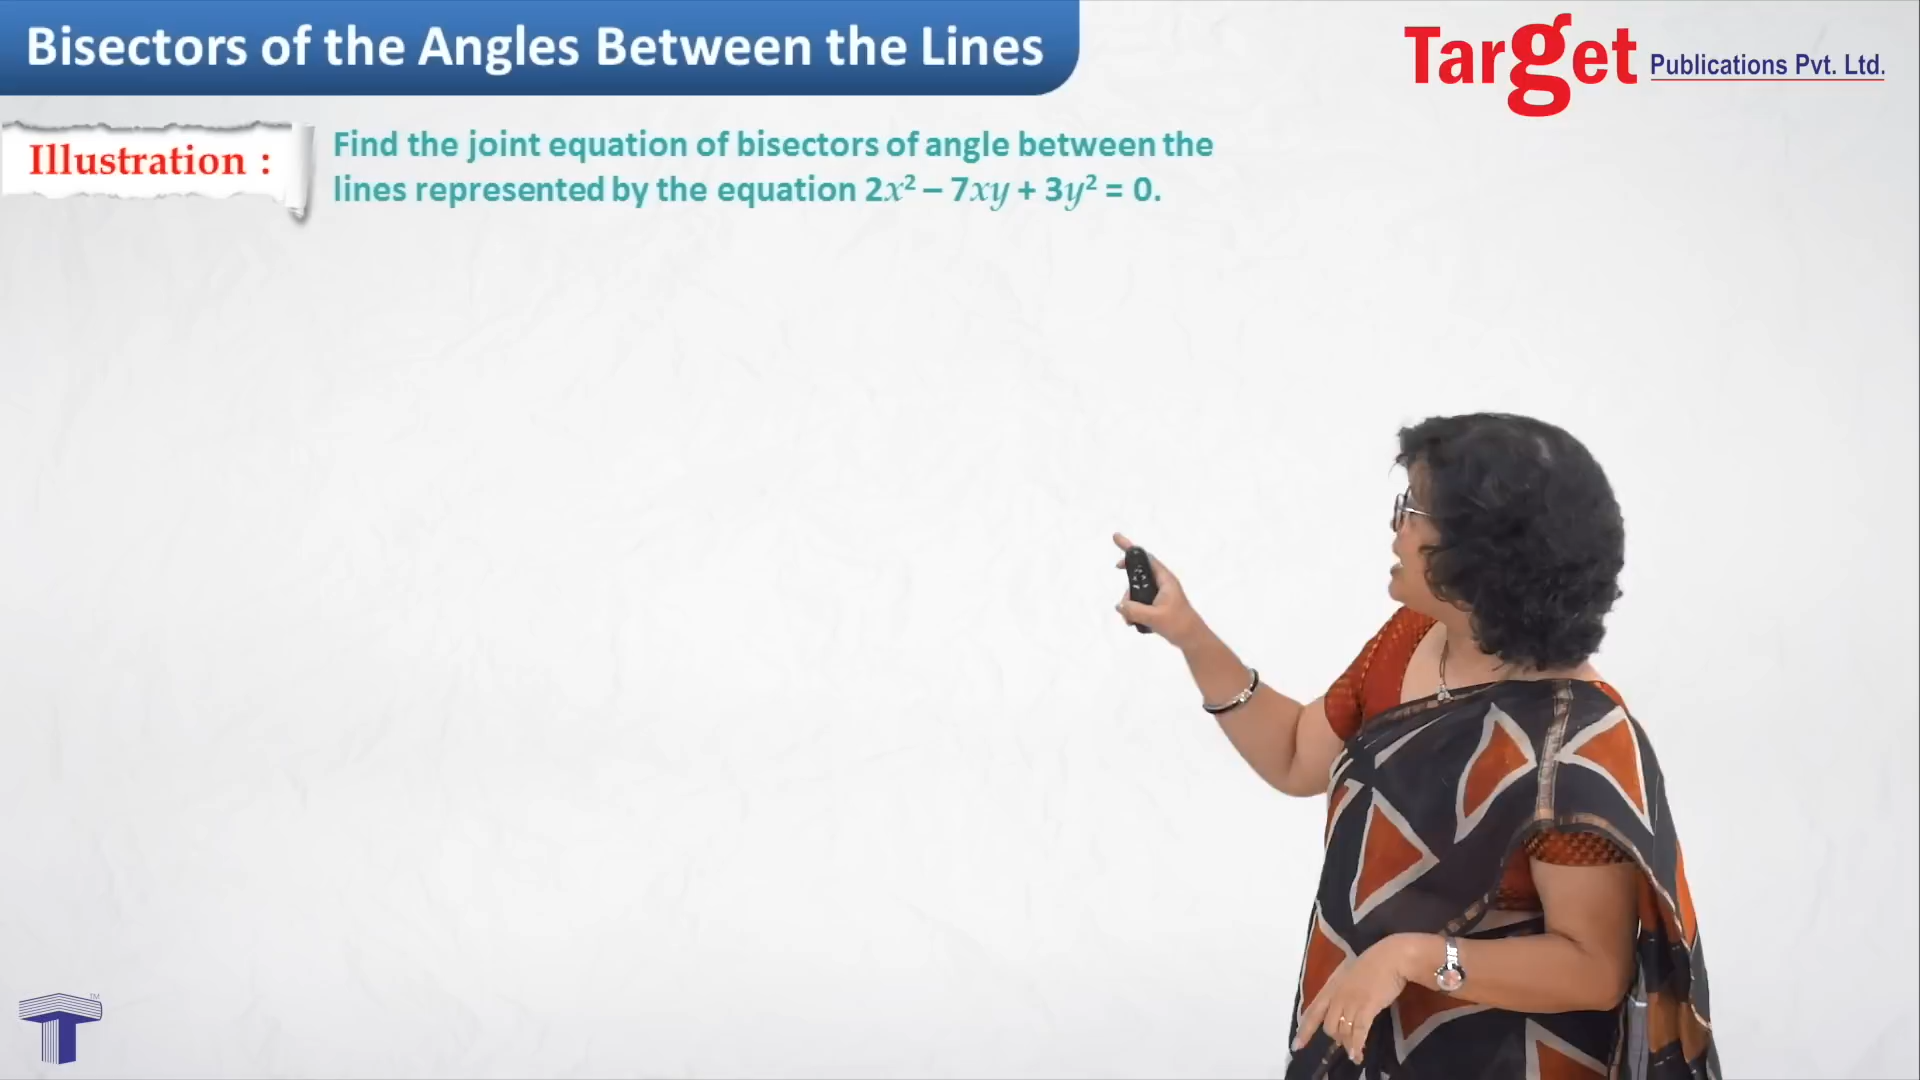 Bisectors of the Angles Between the Lines
Target Publications Pvt. Ltd.
Illustration :
Find the joint equation of bisectors of angle between the
lines represented by the equation 2x² – 7xy + 3y² = 0.
T
TM